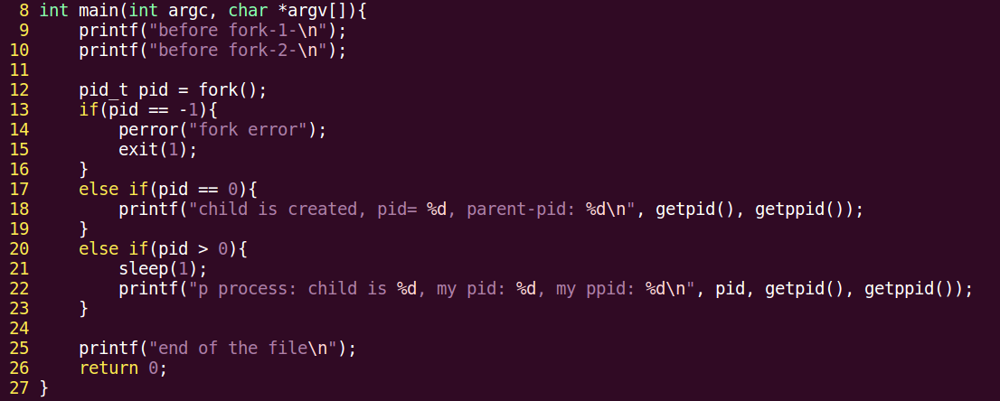 8 int main(int argc, char *argv[]){
9     printf("before fork-1-\n");
10     printf("before fork-2-\n");
11
12     pid_t pid = fork();
13     if(pid == -1){
14         perror("fork error");
15         exit(1);
16     }
17     else if(pid == 0){
18         printf("child is created, pid= %d, parent-pid: %d\n", getpid(), getppid());
19     }
20     else if(pid > 0){
21         sleep(1);
22         printf("p process: child is %d, my pid: %d, my ppid: %d\n", pid, getpid(), getppid());
23     }
24
25     printf("end of the file\n");
26     return 0;
27 }